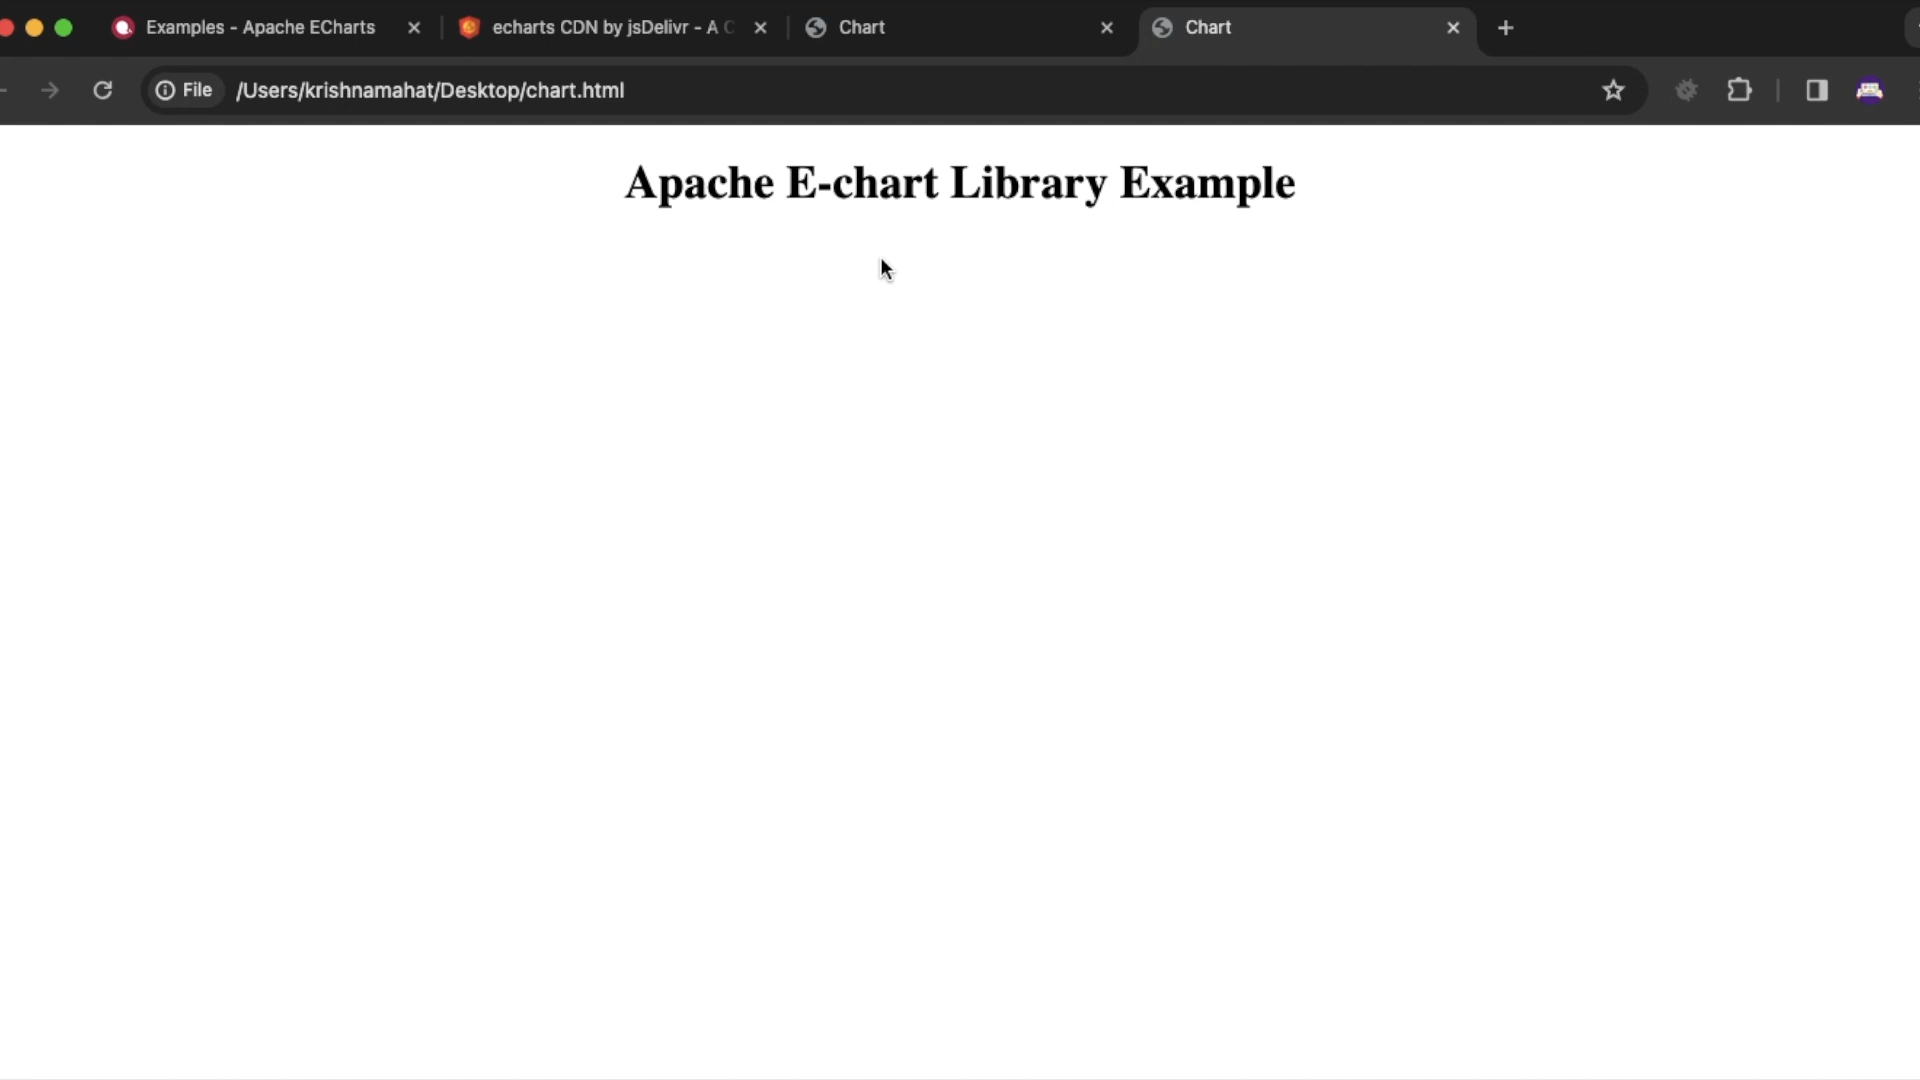 Examples - Apache ECharts
echarts CDN by jsDelivr - A C
Chart
Chart
File
/Users/krishnamahat/Desktop/chart.html
Apache E-chart Library Example